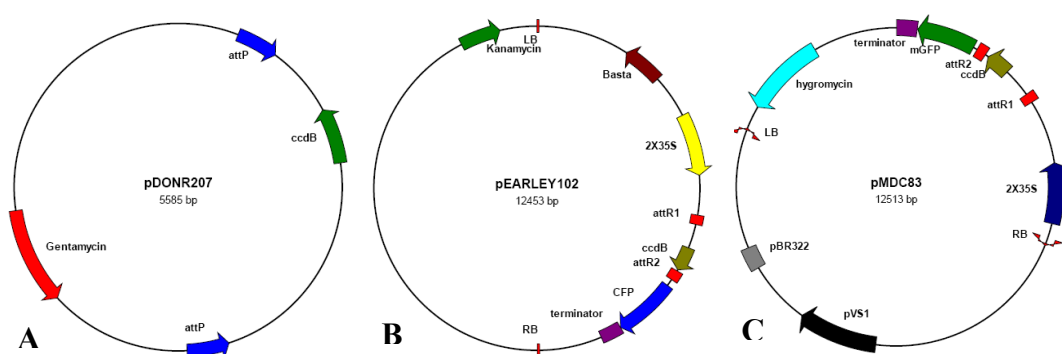 attP
ccdB
pDONR207
5585 bp
Gentamycin
attP
A
Kanamycin
LB
Basta
2X35S
pEARLEY102
12453 bp
attR1
ccdB
attR2
CFP
terminator
RB
B
terminator
mGFP
attR2
ccdB
attR1
hygromycin
LB
pMDC83
12513 bp
2X35S
RB
pBR322
pVS1
C